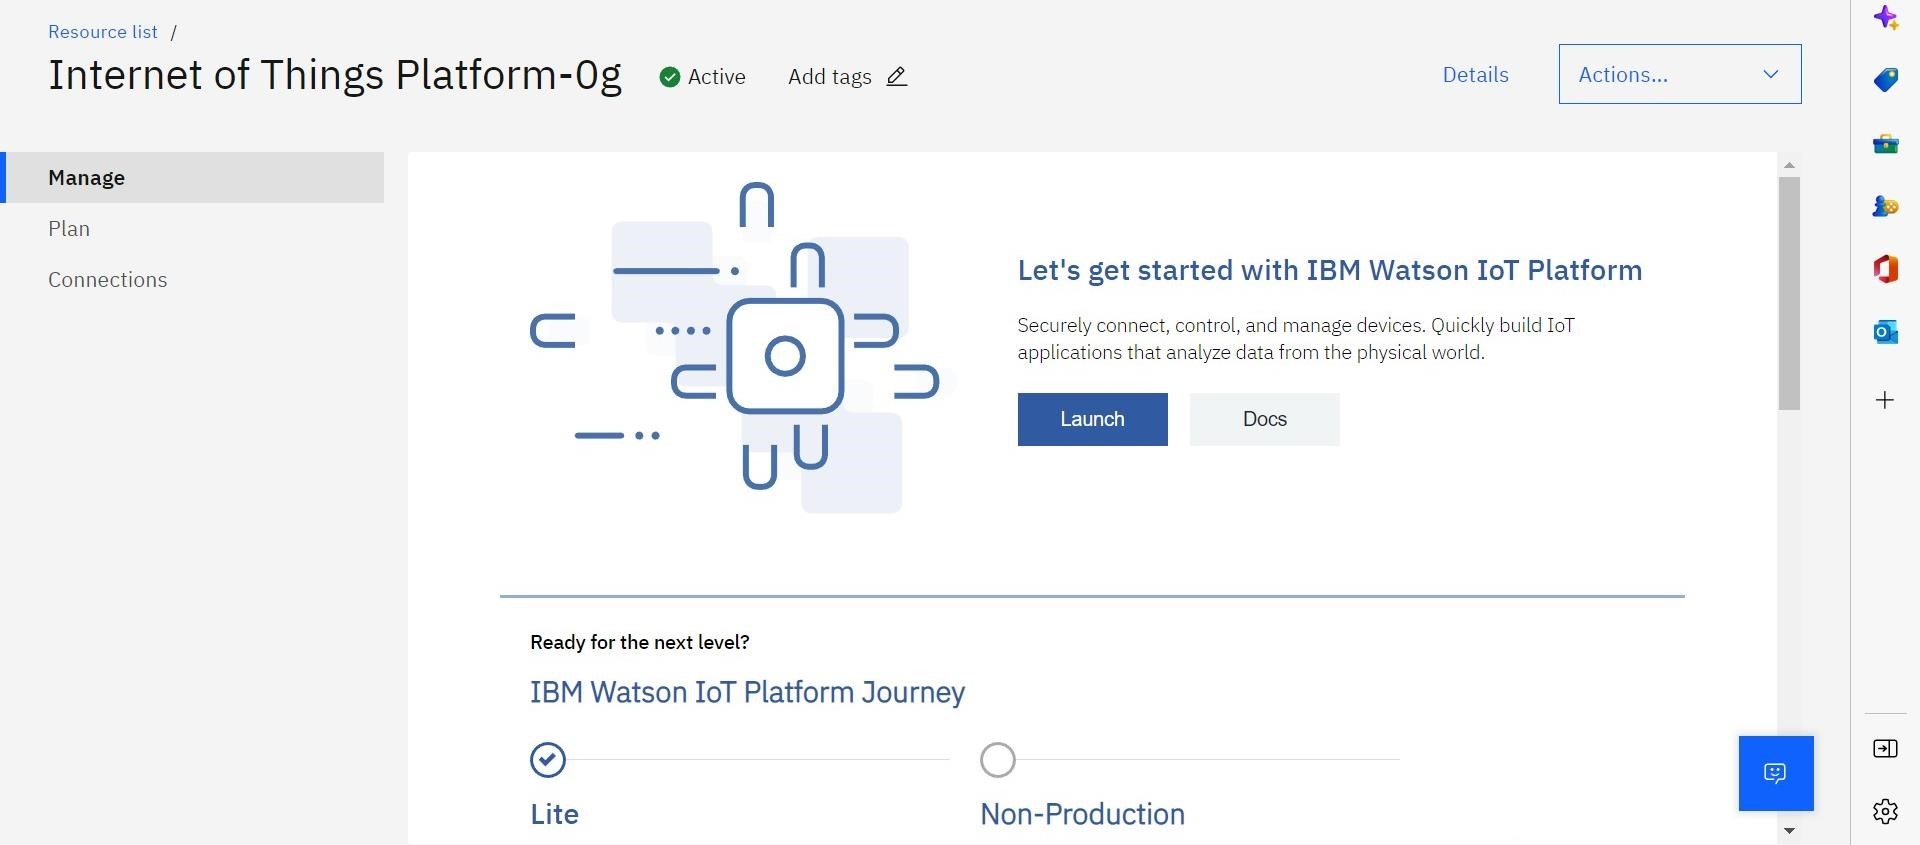 Resource list /
Internet of Things Platform-0g
Active
Add tags
Details
Actions...
Manage
Plan
Connections
Let's get started with IBM Watson IoT Platform
Securely connect, control, and manage devices. Quickly build IoT
applications that analyze data from the physical world.
Launch
Docs
Ready for the next level?
IBM Watson IoT Platform Journey
Lite
Non-Production